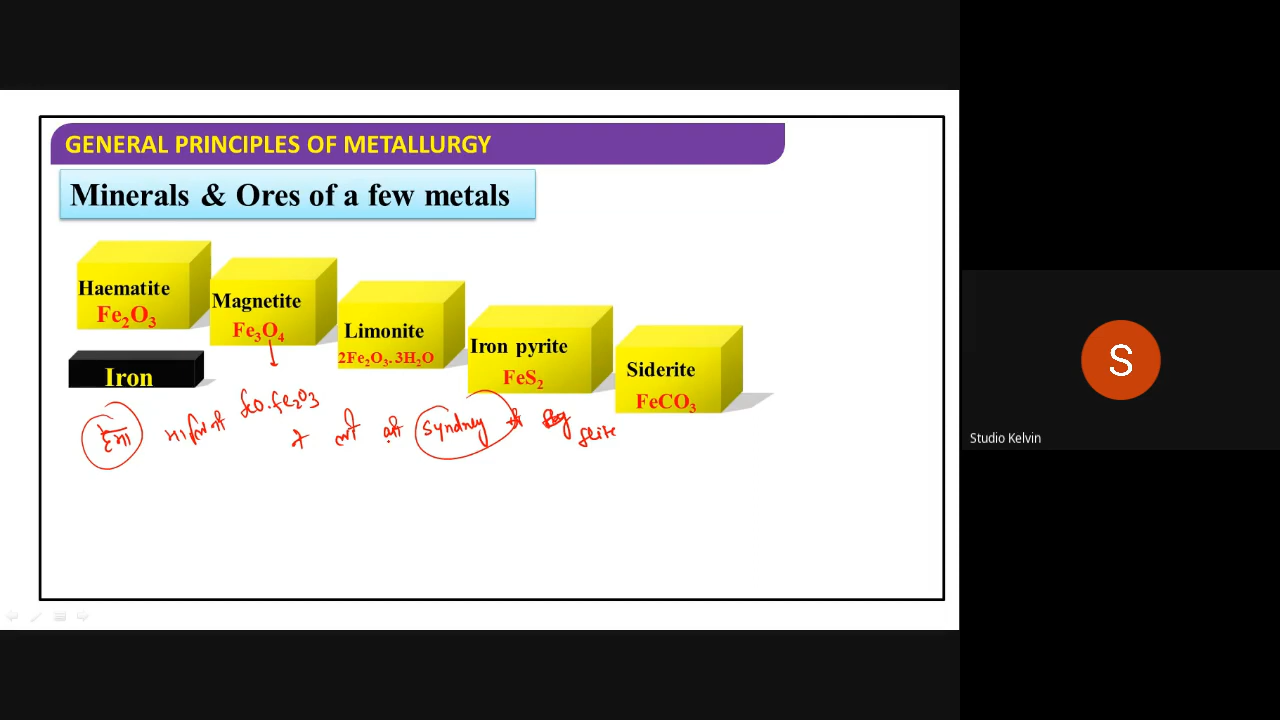 GENERAL PRINCIPLES OF METALLURGY
Minerals & Ores of a few metals
Haematite
Fe₂O₃
Magnetite
Fe₃O₄
Limonite
2Fe₂O₃. 3H₂O
Iron pyrite
FeS₂
Siderite
FeCO₃
Iron
feO.fe₂O₃
Syndney
S
Studio Kelvin